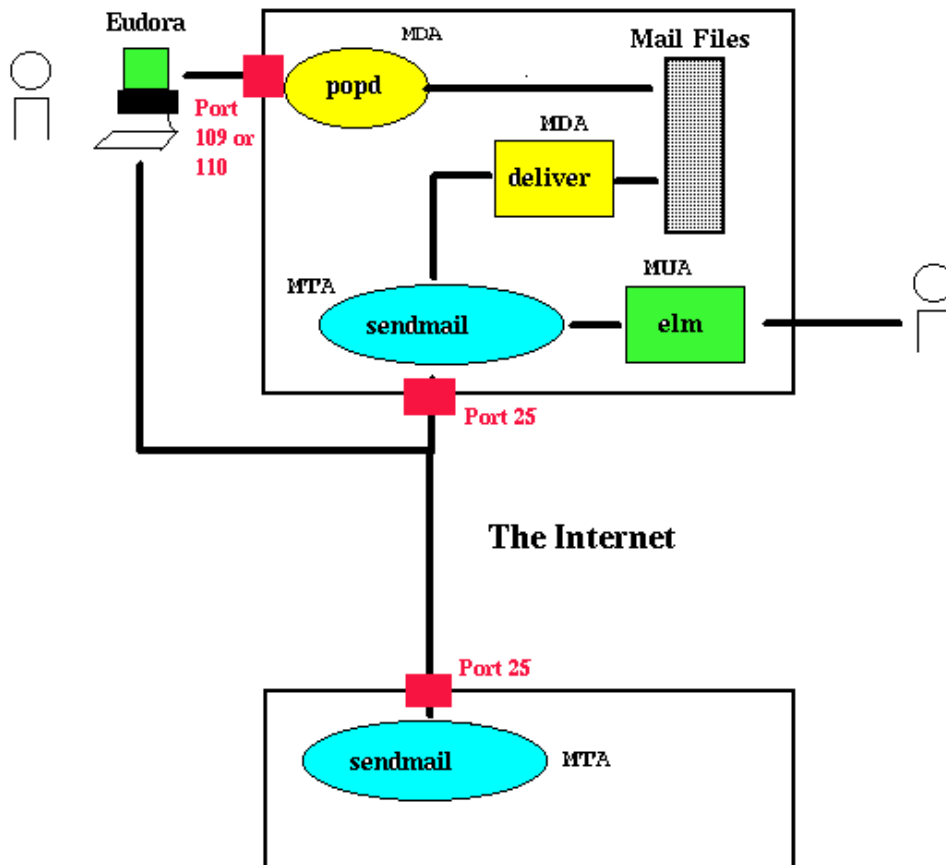 Eudora
MDA
Mail Files
popd
Port
109 or
110
MDA
deliver
MUA
MTA
sendmail
elm
Port 25
The Internet
Port 25
sendmail
MTA